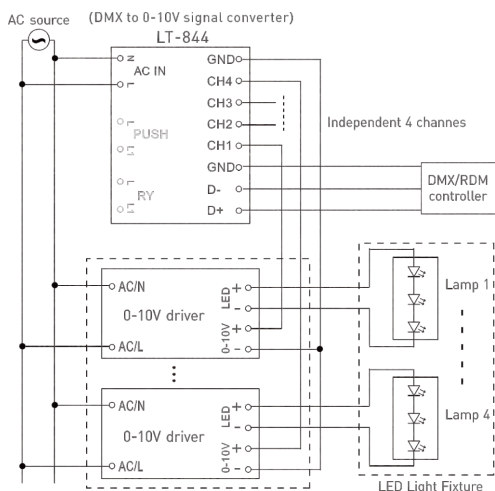 AC source
(DMX to 0-10V signal converter)
LT-844
N
AC IN
L
L
PUSH
L1
L
RY
L1
GND
CH4
CH3
CH2
CH1
GND
D-
D+
Independent 4 channes
DMX/RDM
controller
AC/N
0-10V driver
AC/L
LED
+
-
0-10V
+
-
AC/N
0-10V driver
AC/L
LED
+
-
0-10V
+
-
Lamp 1
Lamp 4
LED Light Fixture